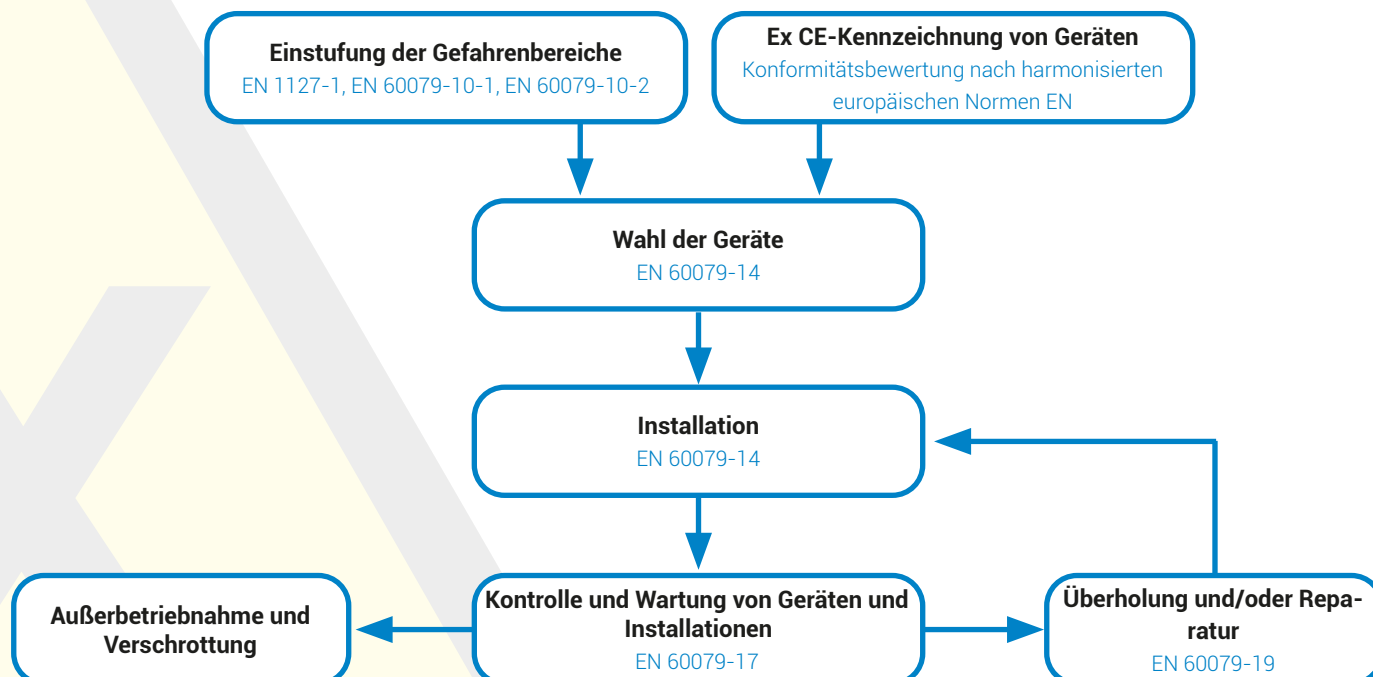 Einstufung der Gefahrenbereiche
EN 1127-1, EN 60079-10-1, EN 60079-10-2
Ex CE-Kennzeichnung von Geräten
Konformitätsbewertung nach harmonisierten
europäischen Normen EN
Wahl der Geräte
EN 60079-14
Installation
EN 60079-14
Außerbetriebnahme und
Verschrottung
Kontrolle und Wartung von Geräten und
Installationen
EN 60079-17
Überholung und/oder Repa-
ratur
EN 60079-19